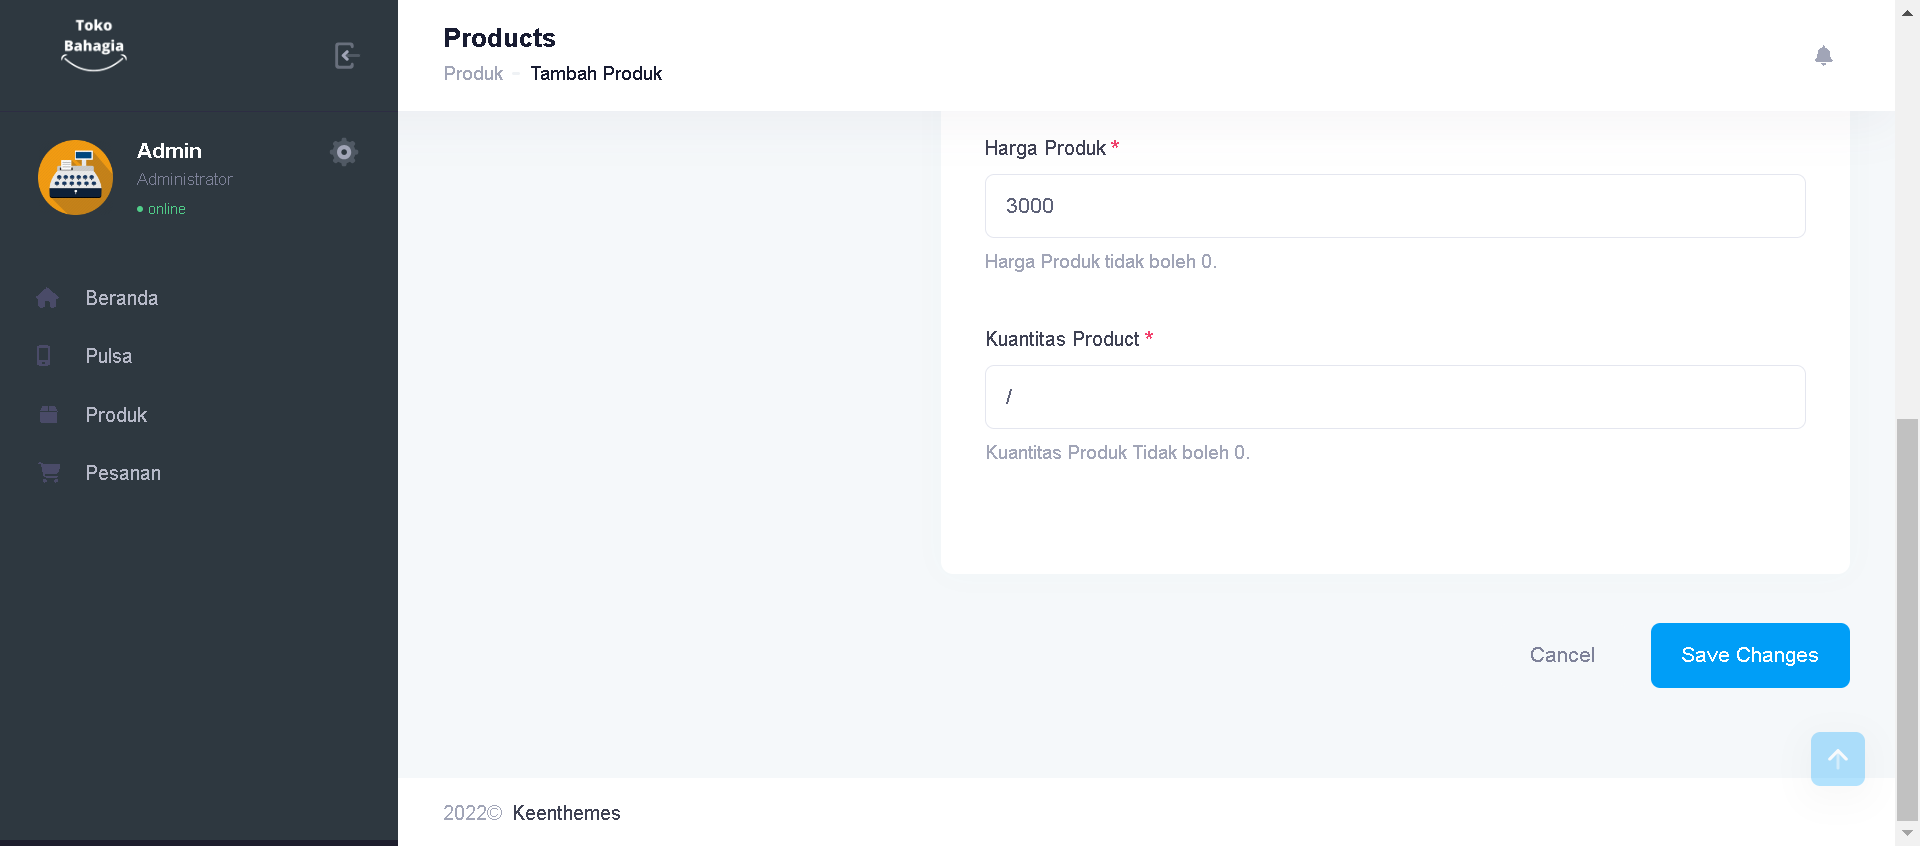 Toko
Bahagia
Admin
Administrator
• online
Beranda
Pulsa
Produk
Pesanan
Products
Produk – Tambah Produk
Harga Produk *
3000
Harga Produk tidak boleh 0.
Kuantitas Product *
/
Kuantitas Produk Tidak boleh 0.
Cancel
Save Changes
2022© Keenthemes